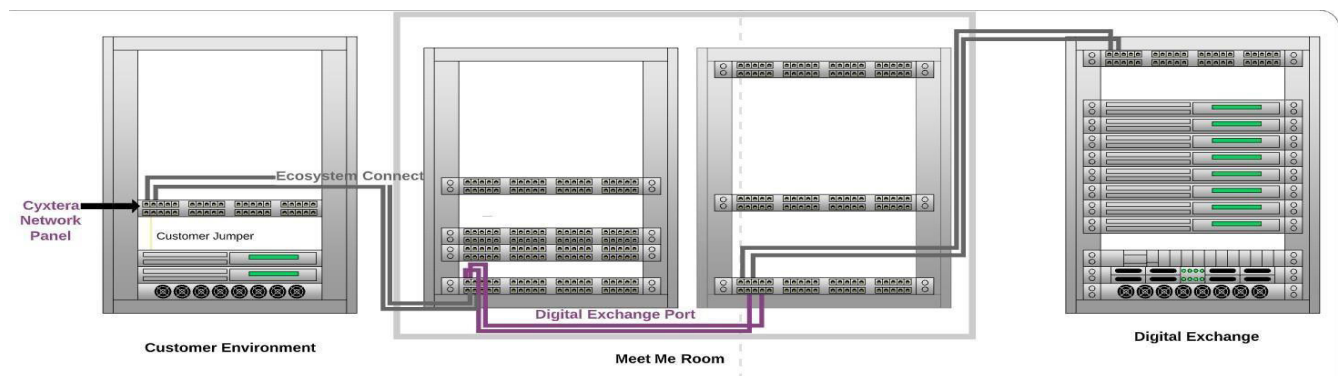 Ecosystem Connect
Cyxtera
Network
Panel
Customer Jumper
Digital Exchange Port
Customer Environment
Meet Me Room
Digital Exchange